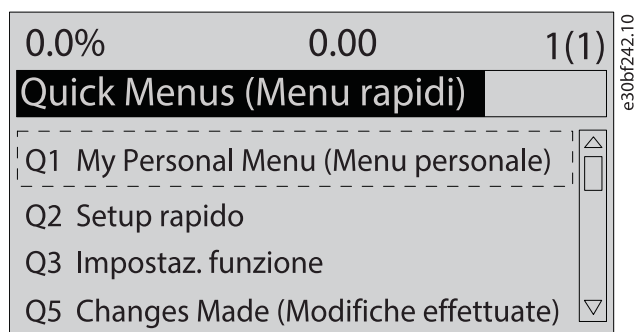 0.0% 0.00 1(1)
Quick Menus (Menu rapidi)
Q1 My Personal Menu (Menu personale)
Q2 Setup rapido
Q3 Impostaz. funzione
Q5 Changes Made (Modifiche effettuate)
e30bf242.10